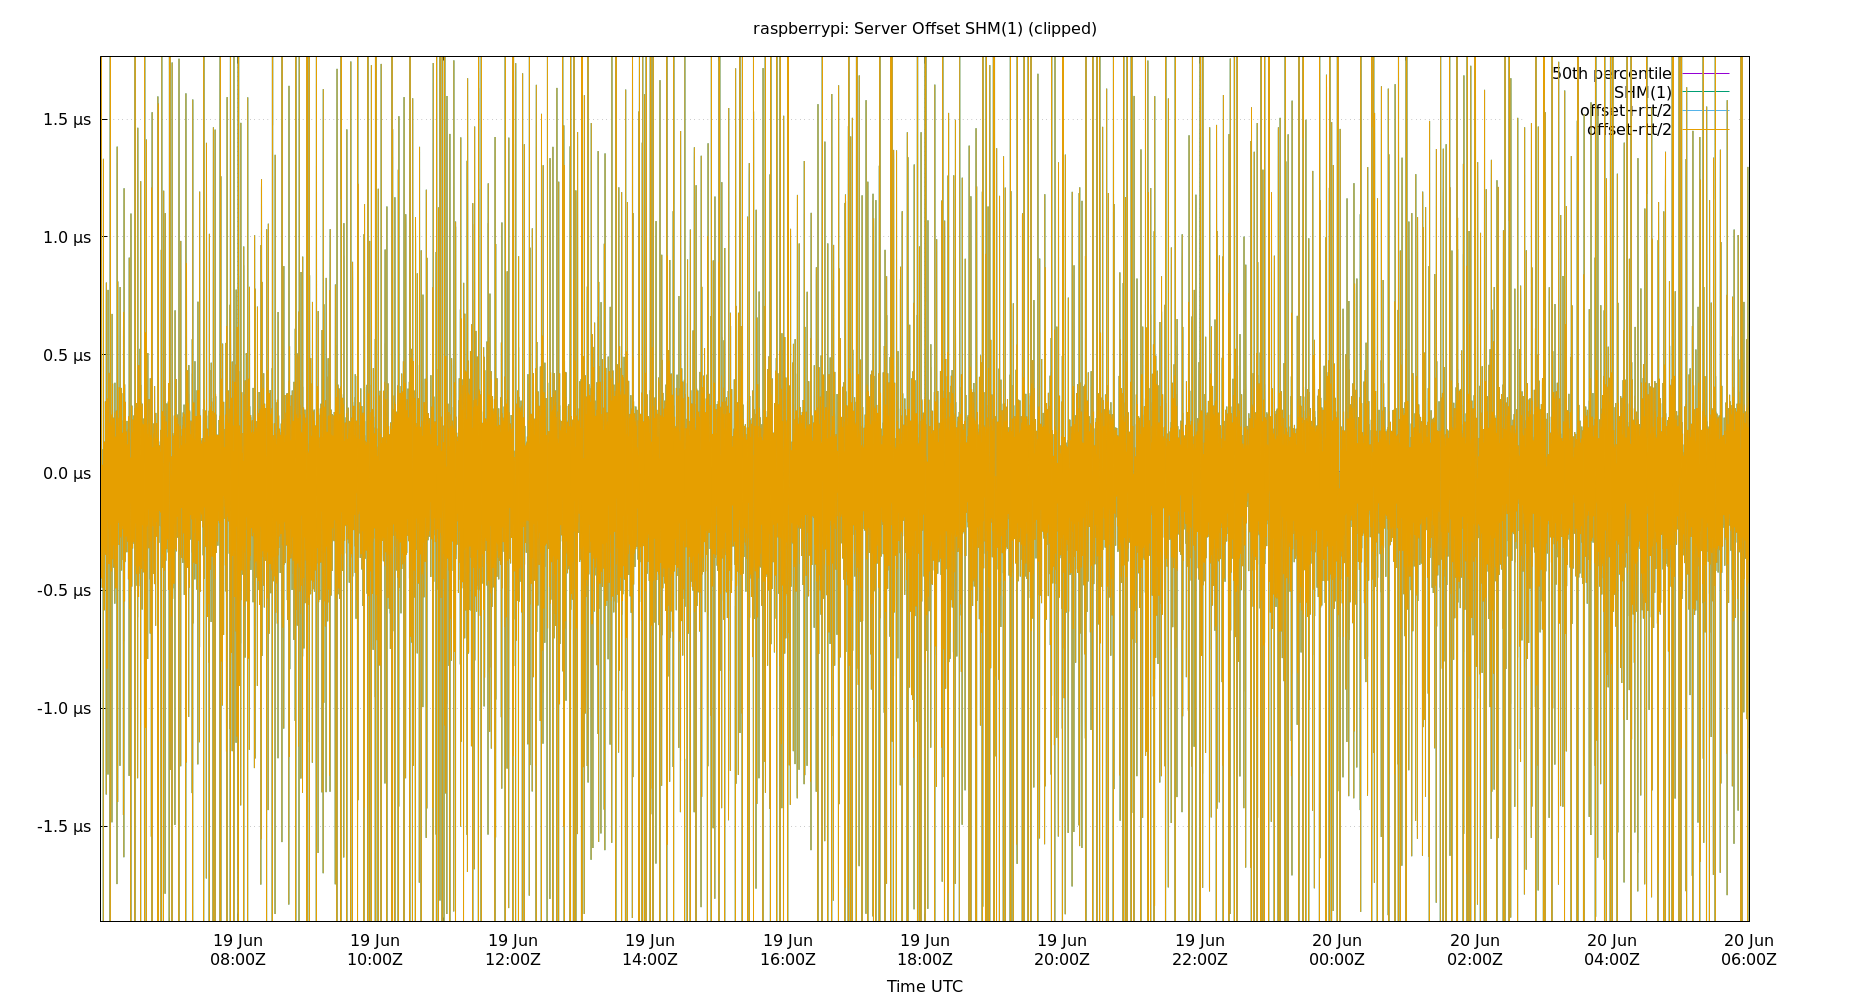 raspberrypi: Server Offset SHM(1) (clipped)
50th percentile
SHM(1)
offset+rtt/2
offset-rtt/2
1.5 µs
1.0 µs
0.5 µs
0.0 µs
-0.5 µs
-1.0 µs
-1.5 µs
19 Jun 19 Jun 19 Jun 19 Jun 19 Jun 19 Jun 19 Jun 19 Jun 20 Jun 20 Jun 20 Jun 20 Jun
08:00Z 10:00Z 12:00Z 14:00Z 16:00Z 18:00Z 20:00Z 22:00Z 00:00Z 02:00Z 04:00Z 06:00Z
Time UTC